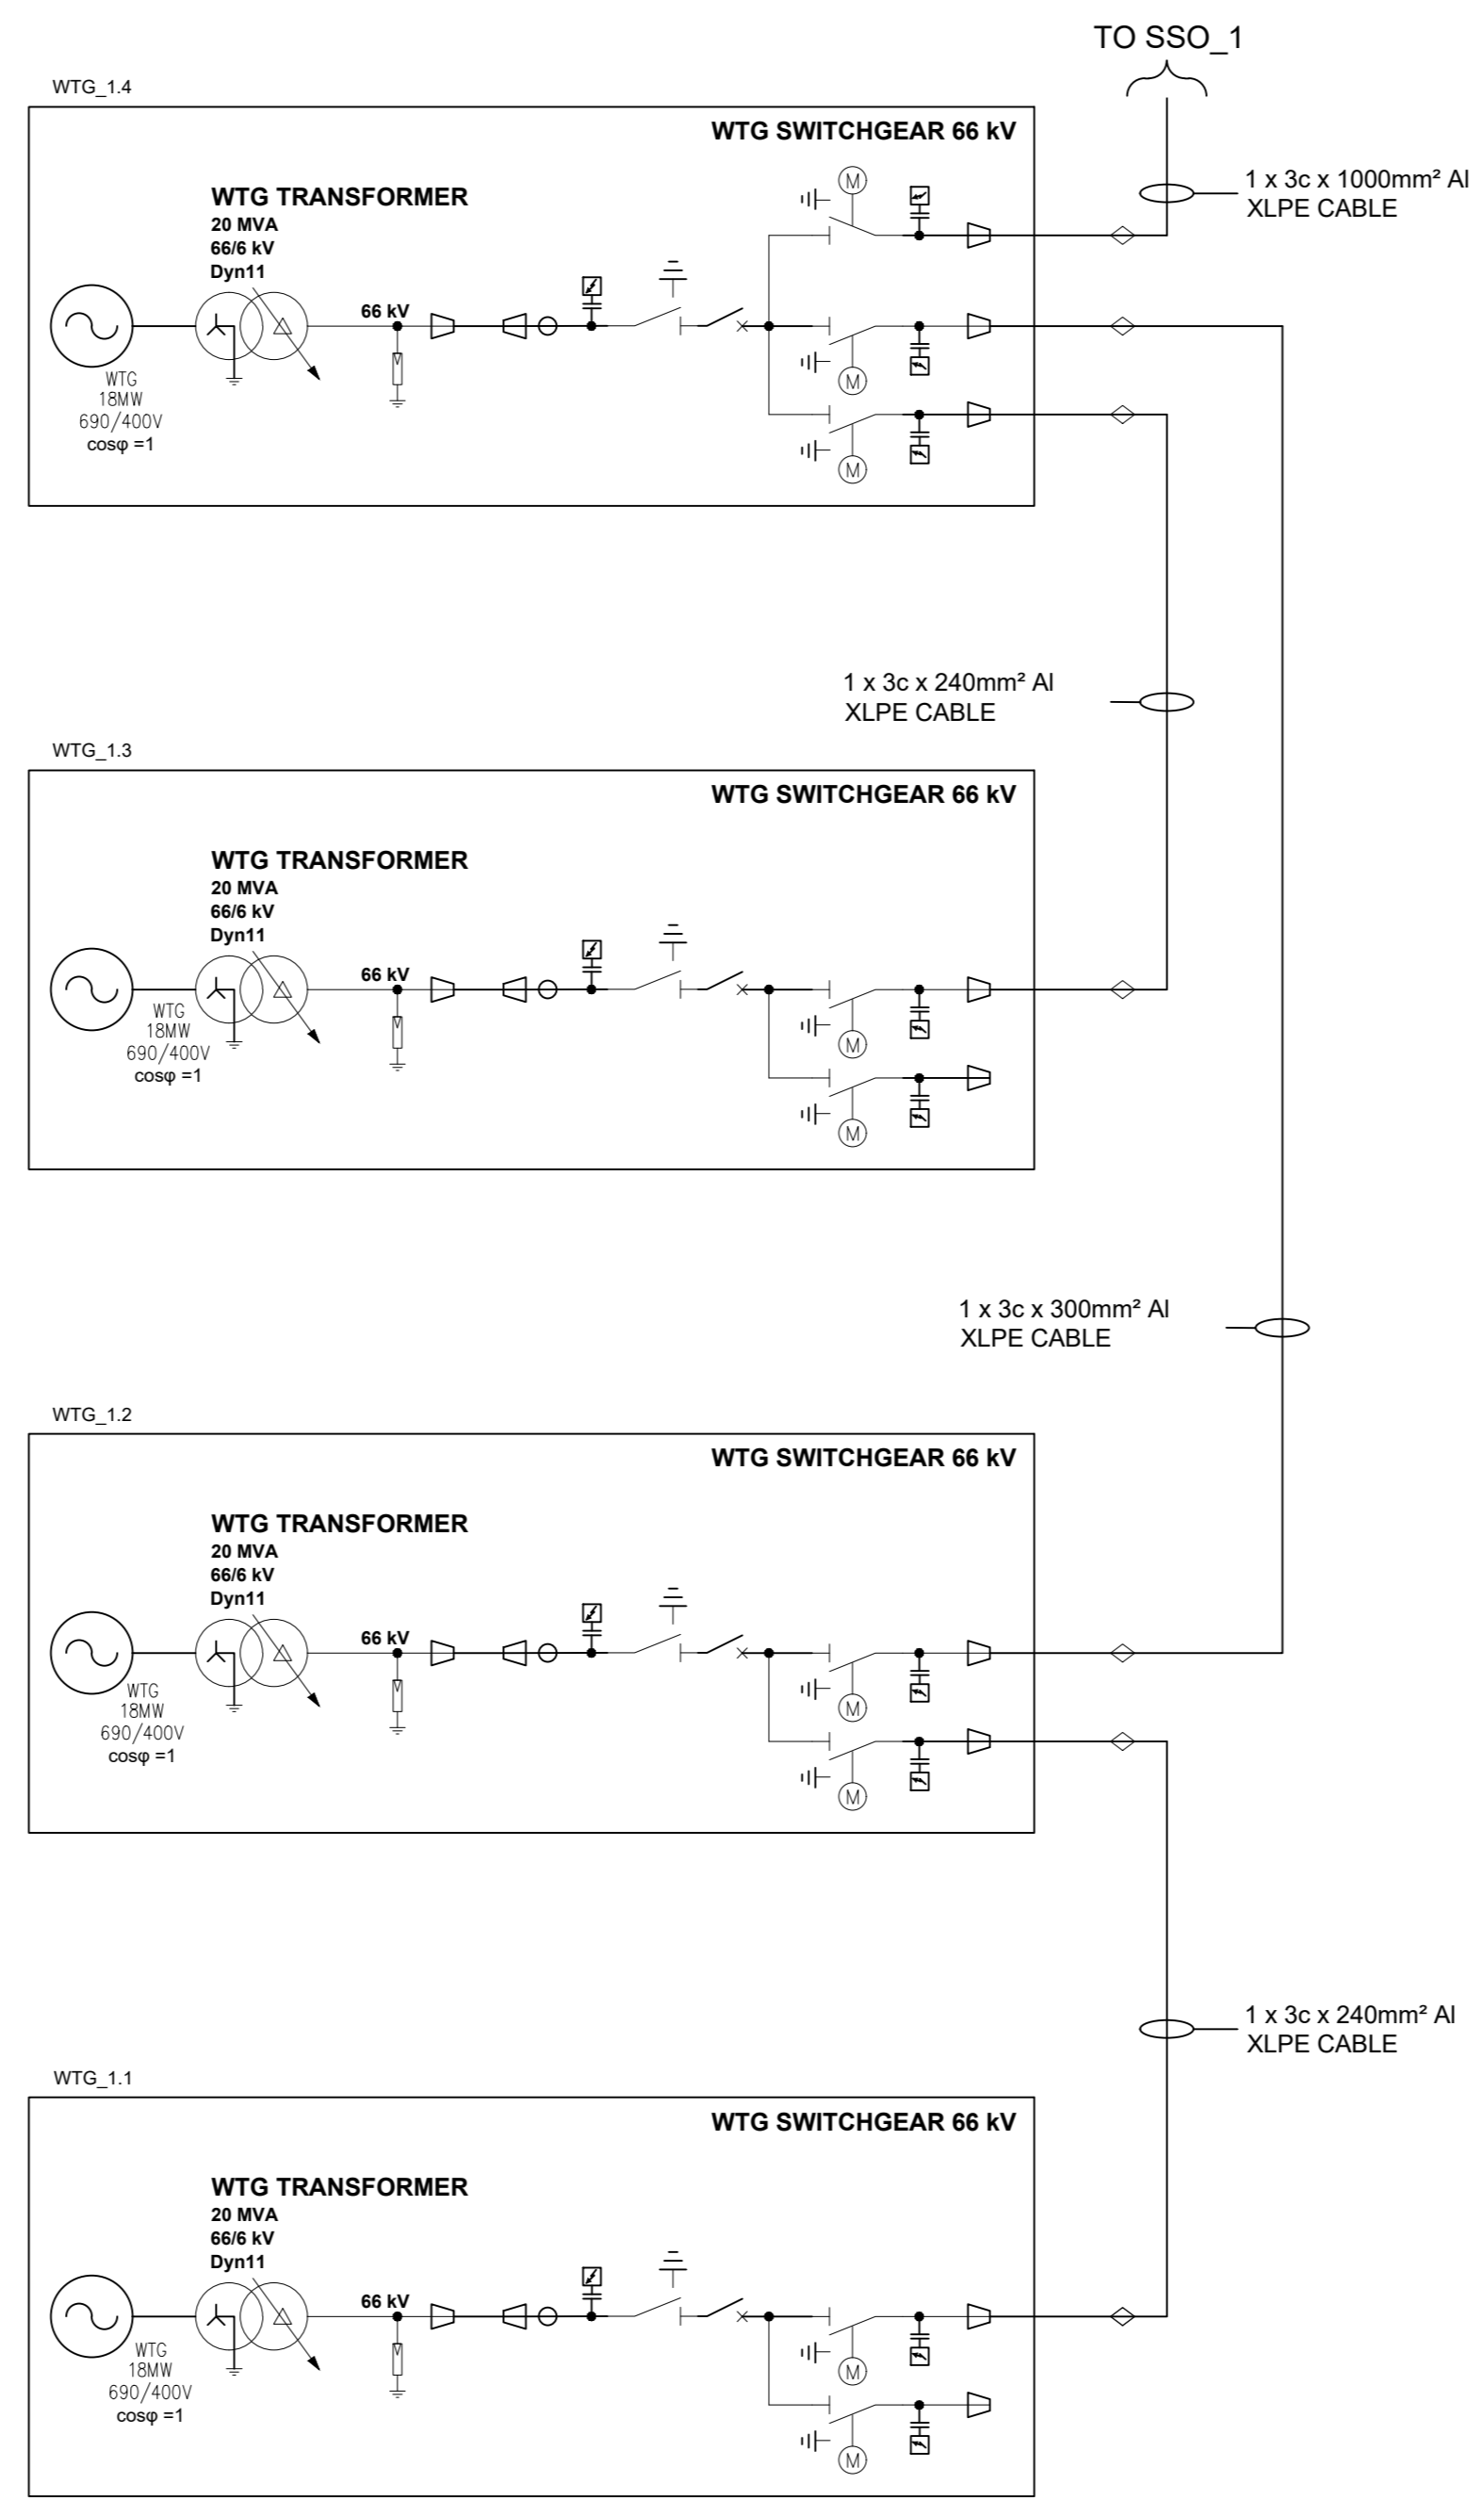 TO SSO_1
WTG_1.4
WTG SWITCHGEAR 66 kV
1 x 3c x 1000mm² Al
XLPE CABLE
WTG TRANSFORMER
20 MVA
66/6 kV
Dyn11
66 kV
M
M
M
WTG
18MW
690/400V
cosφ =1
1 x 3c x 240mm² Al
XLPE CABLE
WTG_1.3
WTG SWITCHGEAR 66 kV
WTG TRANSFORMER
20 MVA
66/6 kV
Dyn11
66 kV
M
M
WTG
18MW
690/400V
cosφ =1
1 x 3c x 300mm² Al
XLPE CABLE
WTG_1.2
WTG SWITCHGEAR 66 kV
WTG TRANSFORMER
20 MVA
66/6 kV
Dyn11
66 kV
M
M
WTG
18MW
690/400V
cosφ =1
1 x 3c x 240mm² Al
XLPE CABLE
WTG_1.1
WTG SWITCHGEAR 66 kV
WTG TRANSFORMER
20 MVA
66/6 kV
Dyn11
66 kV
M
M
WTG
18MW
690/400V
cosφ =1